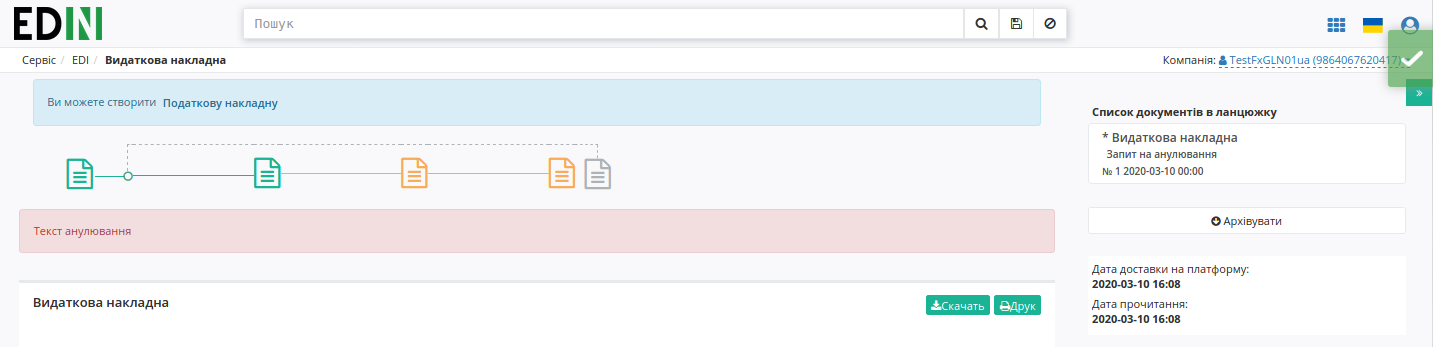 EDIN
Пошук
Сервіс / EDI / Видаткова накладна
Компанія: TestFxGLN01ua (9864067620417)
»
Ви можете створити Податкову накладну
Список документів в ланцюжку
* Видаткова накладна
Запит на анулювання
№ 1 2020-03-10 00:00
Текст анулювання
Архівувати
Дата доставки на платформу:
2020-03-10 16:08
Дата прочитання:
2020-03-10 16:08
Видаткова накладна
Скачать Друк